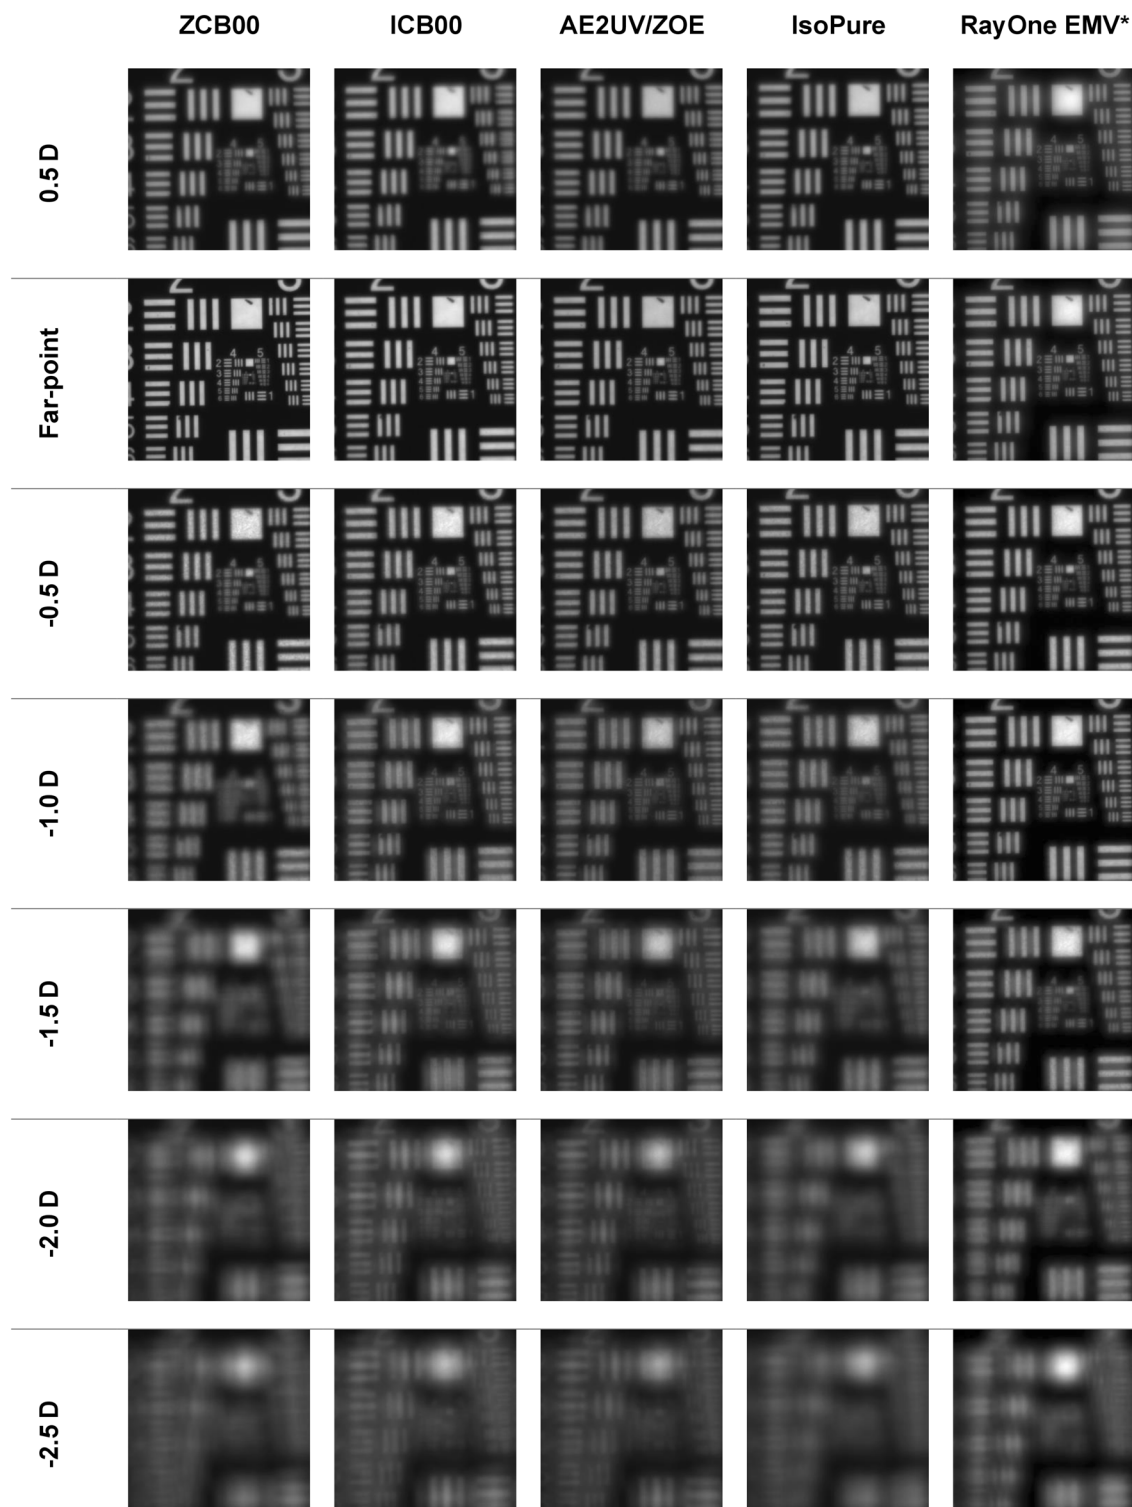 ZCB00 ICB00 AE2UV/ZOE IsoPure RayOne EMV*
0.5 D
Far-point
-0.5 D
-1.0 D
-1.5 D
-2.0 D
-2.5 D